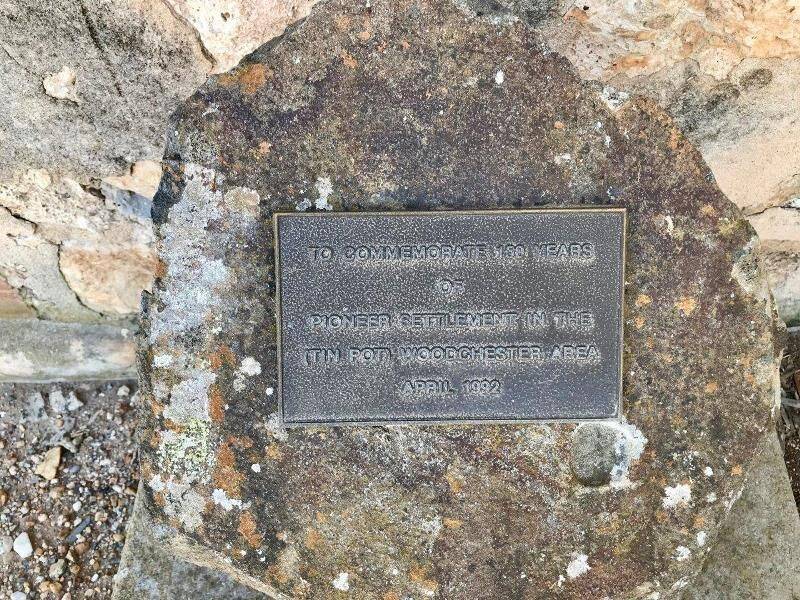 TO COMMEMORATE 150 YEARS
OF
PIONEER SETTLEMENT IN THE
(TIN POT) WOODCHESTER AREA
APRIL 1992